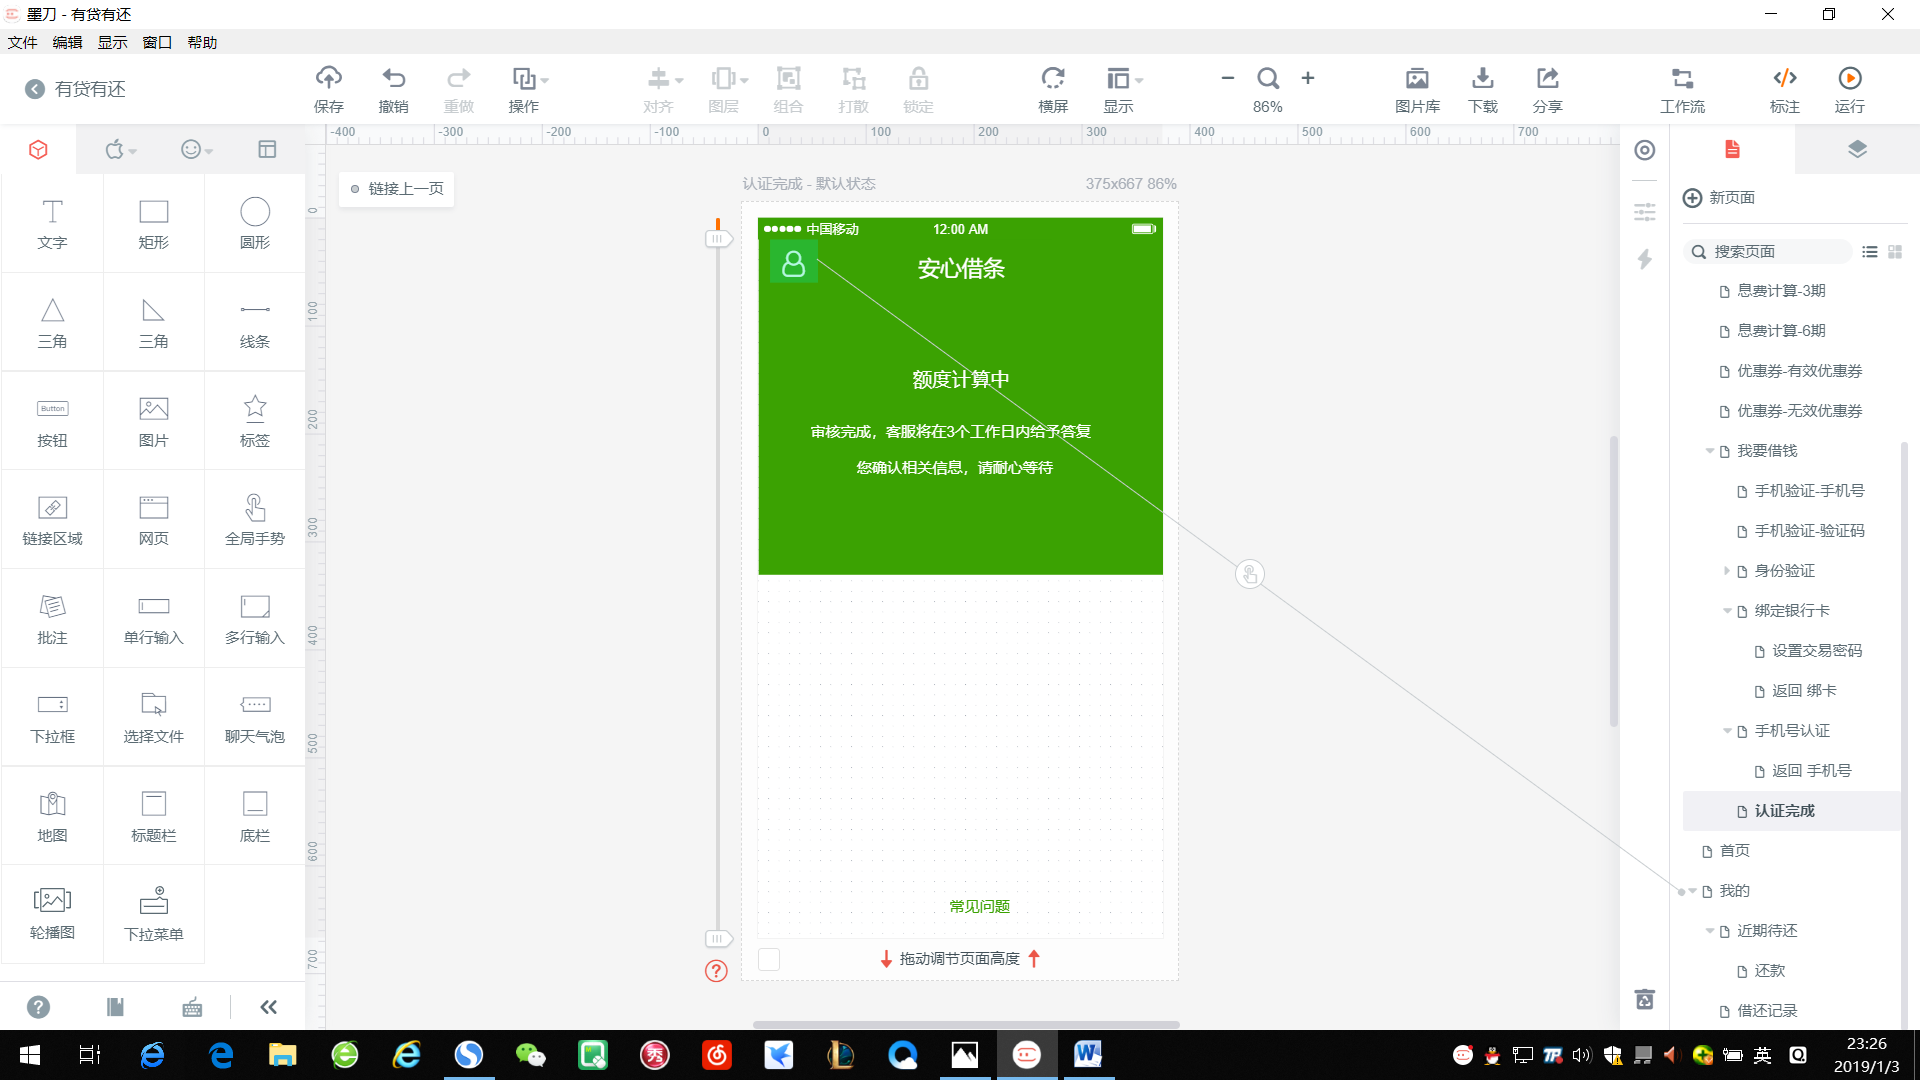 墨刀 - 有贷有还
文件 编辑 显示 窗口 帮助
有贷有还
保存 撤销 重做 操作 对齐 图层 组合 打散 锁定 横屏 显示 86% 图片库 下载 分享 工作流 标注 运行
-400 -300 -200 -100 0 100 200 300 400 500 600 700
0 100 200 300 400 500 600 700
文字 矩形 圆形
三角 三角 线条
Button
按钮 图片 标签
链接区域 网页 全局手势
批注 单行输入 多行输入
下拉框 选择文件 聊天气泡
地图 标题栏 底栏
轮播图 下拉菜单
链接上一页
认证完成 - 默认状态 375x667 86%
中国移动 12:00 AM
安心借条
额度计算中
审核完成，客服将在3个工作日内给予答复
您确认相关信息，请耐心等待
常见问题
拖动调节页面高度
新页面
搜索页面
息费计算-3期
息费计算-6期
优惠券-有效优惠券
优惠券-无效优惠券
我要借钱
手机验证-手机号
手机验证-验证码
身份验证
绑定银行卡
设置交易密码
返回 绑卡
手机号认证
返回 手机号
认证完成
首页
我的
近期待还
还款
借还记录
英
23:26
2019/1/3